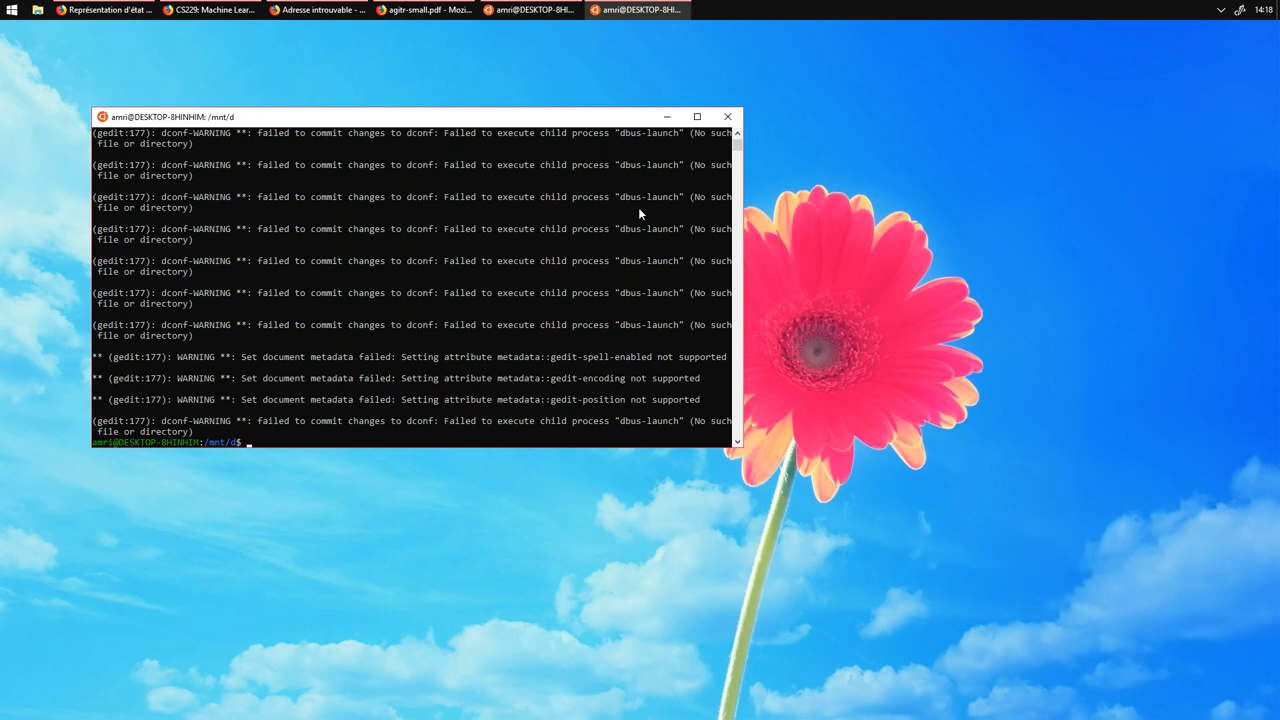 Représentation d'état ...
CS229: Machine Lear...
Adresse introuvable - ...
agitr-small.pdf - Mozi...
amri@DESKTOP-8HI...
amri@DESKTOP-8HI...
14:18
amri@DESKTOP-8HINHIM: /mnt/d
(gedit:177): dconf-WARNING **: failed to commit changes to dconf: Failed to execute child process "dbus-launch" (No such
file or directory)
(gedit:177): dconf-WARNING **: failed to commit changes to dconf: Failed to execute child process "dbus-launch" (No such
file or directory)
(gedit:177): dconf-WARNING **: failed to commit changes to dconf: Failed to execute child process "dbus-launch" (No such
file or directory)
(gedit:177): dconf-WARNING **: failed to commit changes to dconf: Failed to execute child process "dbus-launch" (No such
file or directory)
(gedit:177): dconf-WARNING **: failed to commit changes to dconf: Failed to execute child process "dbus-launch" (No such
file or directory)
(gedit:177): dconf-WARNING **: failed to commit changes to dconf: Failed to execute child process "dbus-launch" (No such
file or directory)
(gedit:177): dconf-WARNING **: failed to commit changes to dconf: Failed to execute child process "dbus-launch" (No such
file or directory)
** (gedit:177): WARNING **: Set document metadata failed: Setting attribute metadata::gedit-spell-enabled not supported
** (gedit:177): WARNING **: Set document metadata failed: Setting attribute metadata::gedit-encoding not supported
** (gedit:177): WARNING **: Set document metadata failed: Setting attribute metadata::gedit-position not supported
(gedit:177): dconf-WARNING **: failed to commit changes to dconf: Failed to execute child process "dbus-launch" (No such
file or directory)
amri@DESKTOP-8HINHIM:/mnt/d$